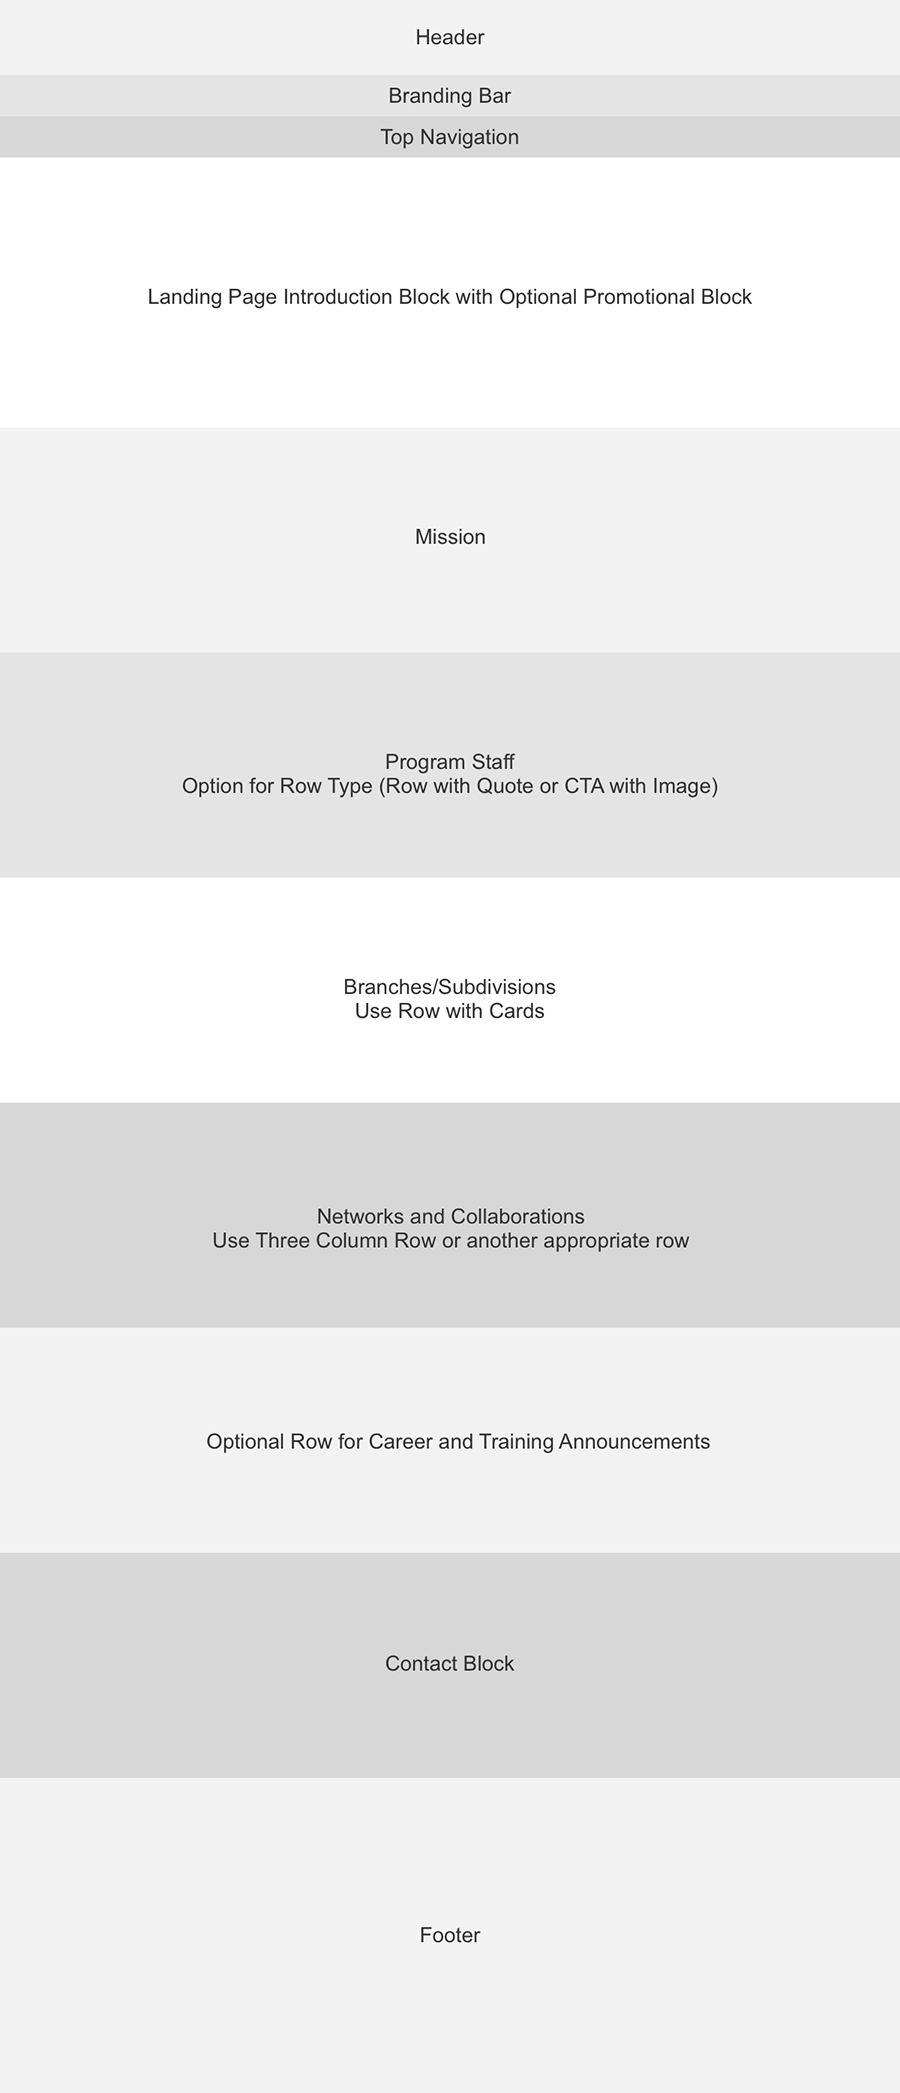 Header
Branding Bar
Top Navigation
Landing Page Introduction Block with Optional Promotional Block
Mission
Program Staff
Option for Row Type (Row with Quote or CTA with Image)
Branches/Subdivisions
Use Row with Cards
Networks and Collaborations
Use Three Column Row or another appropriate row
Optional Row for Career and Training Announcements
Contact Block
Footer